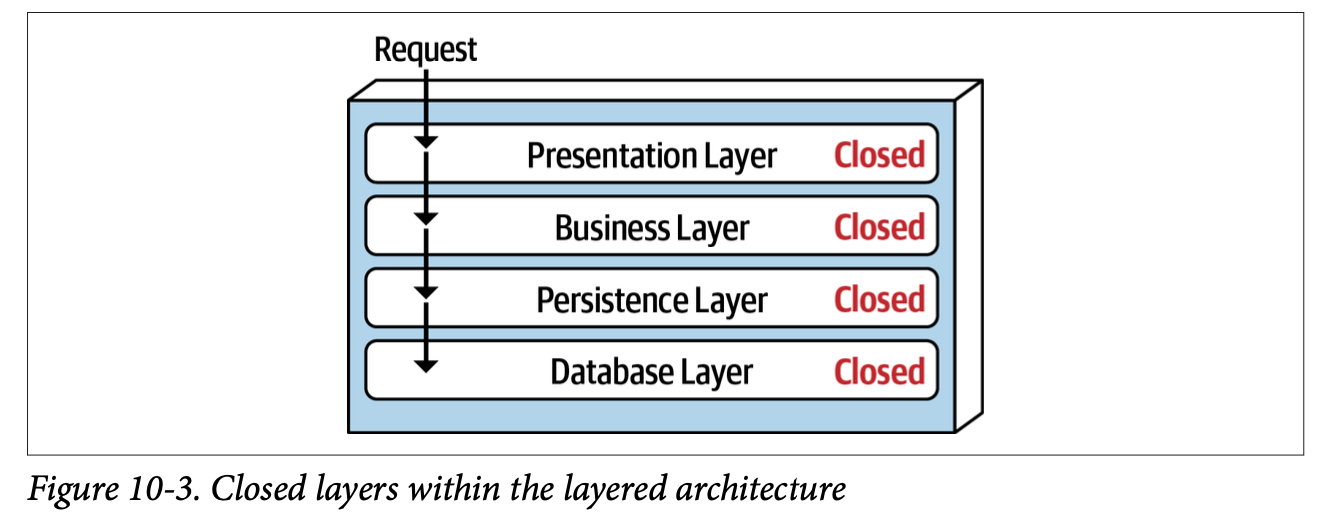 Request
Presentation Layer Closed
Business Layer Closed
Persistence Layer Closed
Database Layer Closed
Figure 10-3. Closed layers within the layered architecture